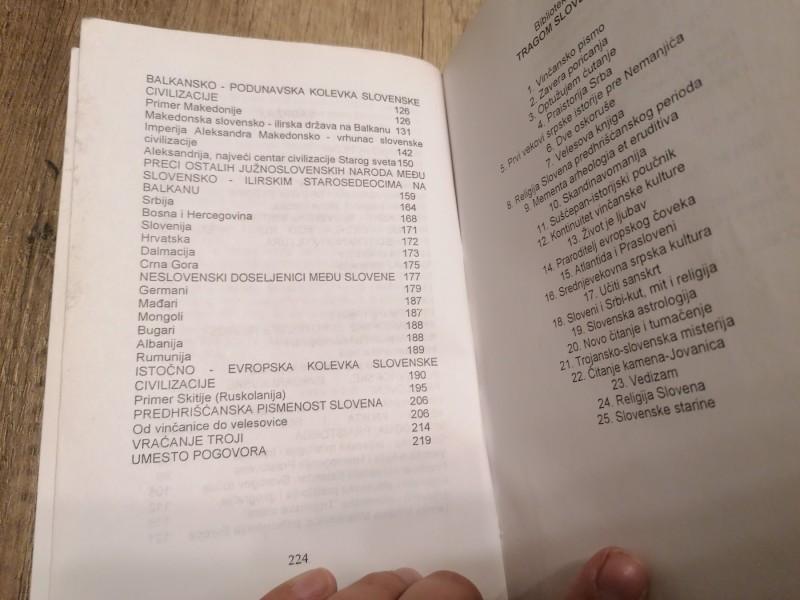 BALKANSKO - PODUNAVSKA KOLEVKA SLOVENSKE
CIVILIZACIJE 126
Primer Makedonije 126
Makedonska slovensko - ilirska država na Balkanu 131
Imperija Aleksandra Makedonsko - vrhunac slovenske
civilizacije 142
Aleksandrija, najveći centar civilizacije Starog sveta 150
PRECI OSTALIH JUŽNOSLOVENSKIH NARODA MEĐU
SLOVENSKO - ILIRSKIM STAROSEDEOCIMA NA
BALKANU 159
Srbija 164
Bosna i Hercegovina 168
Slovenija 171
Hrvatska 172
Dalmacija 173
Crna Gora 175
NESLOVENSKI DOSELJENICI MEĐU SLOVENE 177
Germani 179
Mađari 187
Mongoli 187
Bugari 188
Albanija 188
Rumunija 189
ISTOČNO - EVROPSKA KOLEVKA SLOVENSKE
CIVILIZACIJE 190
Primer Skitije (Ruskolanija) 195
PREDHRIŠĆANSKA PISMENOST SLOVENA 206
Od vinčanice do velesovice 206
VRAĆANJE TROJI 214
UMESTO POGOVORA 219
224
Bibliotek
TRAGOM SLOVE
1. Vinčansko pismo
2. Zavera poricanja
3. Optužujem ćutanje
4. Praistorija Srba
5. Prvi vekovi srpske istorije pre Nemanjića
6. Dve oskoruše
7. Velesova knjiga
8. Religija Slovena predhrišćanskog perioda
9. Mementa arheologia et eruditiva
10. Skandinavomanija
11. Sušćepan-istorijski poučnik
12. Kontinuitet vinčanske kulture
13. Život je ljubav
14. Praroditelj evropskog čoveka
15. Atlantida i Prasloveni
16. Srednjevekovna srpska kultura
17. Učiti sanskrt
18. Sloveni i Srbi-kut, mit i religija
19. Slovenska astrologija
20. Novo čitanje i tumačenje
21. Trojansko-slovenska misterija
22. Čitanje kamena-Jovanica
23. Vedizam
24. Religija Slovena
25. Slovenske starine